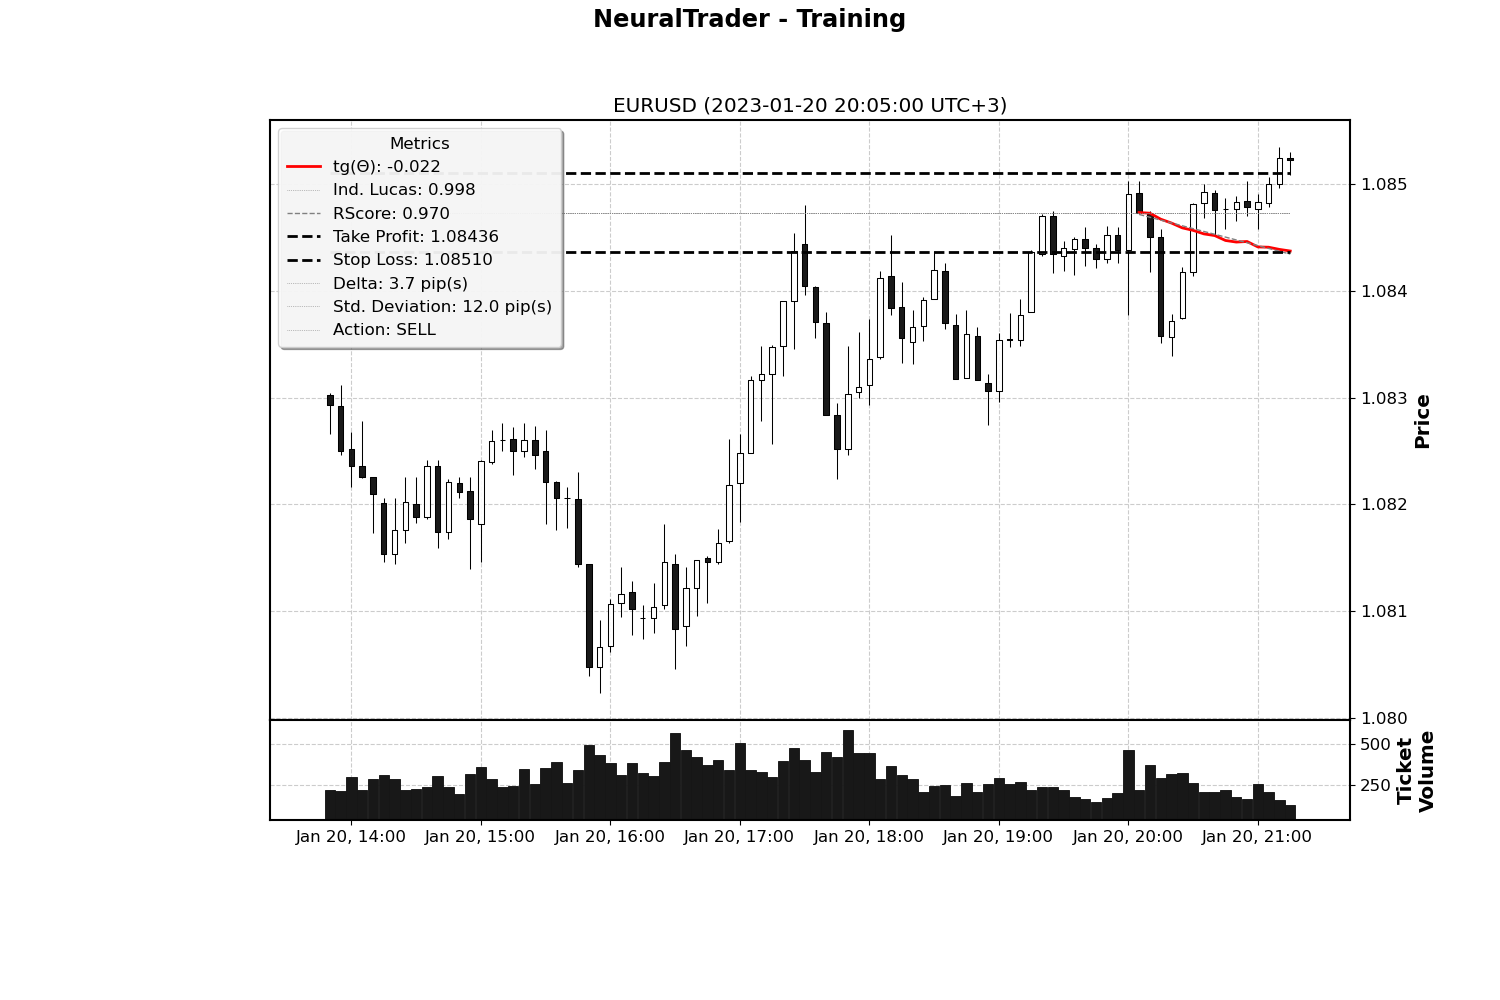 NeuralTrader - Training
EURUSD (2023-01-20 20:05:00 UTC+3)
Metrics
tg(Θ): -0.022
Ind. Lucas: 0.998
RScore: 0.970
Take Profit: 1.08436
Stop Loss: 1.08510
Delta: 3.7 pip(s)
Std. Deviation: 12.0 pip(s)
Action: SELL
1.085
1.084
1.083
1.082
1.081
1.080
Price
500
250
Ticket
Volume
Jan 20, 14:00
Jan 20, 15:00
Jan 20, 16:00
Jan 20, 17:00
Jan 20, 18:00
Jan 20, 19:00
Jan 20, 20:00
Jan 20, 21:00